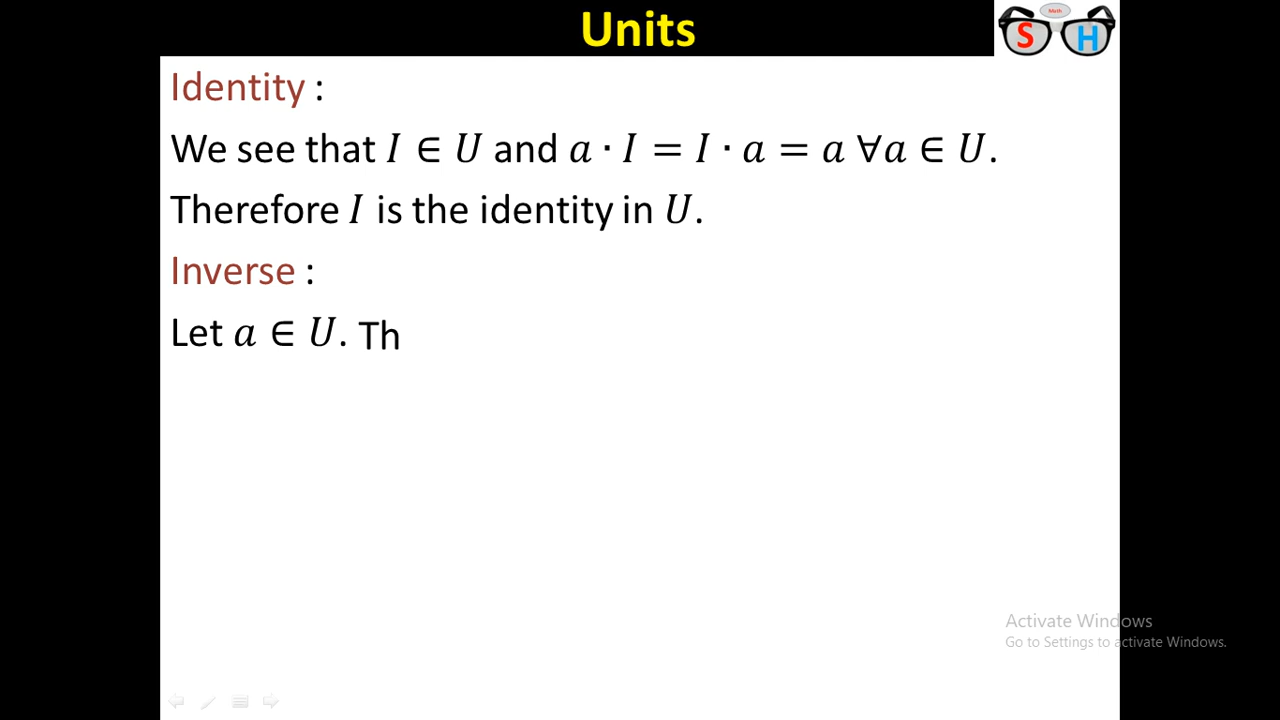 Units
Math
S H
Identity :
We see that 𝐼 ∈ 𝑈 and 𝑎 ∙ 𝐼 = 𝐼 ∙ 𝑎 = 𝑎 ∀𝑎 ∈ 𝑈.
Therefore 𝐼 is the identity in 𝑈.
Inverse :
Let 𝑎 ∈ 𝑈. Th
Activate Windows
Go to Settings to activate Windows.